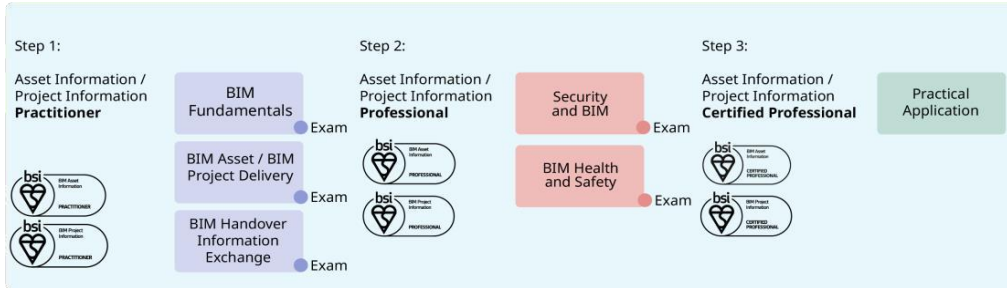 Step 1:
Asset Information /
Project Information
Practitioner
bsi
BIM Asset
Information
PRACTITIONER
bsi
BIM Project
Information
PRACTITIONER
BIM
Fundamentals
Exam
BIM Asset / BIM
Project Delivery
Exam
BIM Handover
Information
Exchange
Exam
Step 2:
Asset Information /
Project Information
Professional
bsi
BIM Asset
Information
PROFESSIONAL
bsi
BIM Project
Information
PROFESSIONAL
Security
and BIM
Exam
BIM Health
and Safety
Exam
Step 3:
Asset Information /
Project Information
Certified Professional
bsi
BIM Asset
Information
CERTIFIED
PROFESSIONAL
bsi
BIM Project
Information
CERTIFIED
PROFESSIONAL
Practical
Application